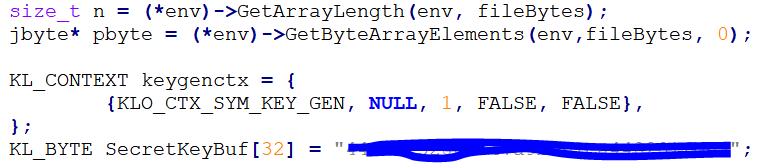 size_t n = (*env)->GetArrayLength(env, fileBytes);
jbyte* pbyte = (*env)->GetByteArrayElements(env,fileBytes, 0);
KL_CONTEXT keygenctx = {
{KLO_CTX_SYM_KEY_GEN, NULL, 1, FALSE, FALSE},
};
KL_BYTE SecretKeyBuf[32] = "";